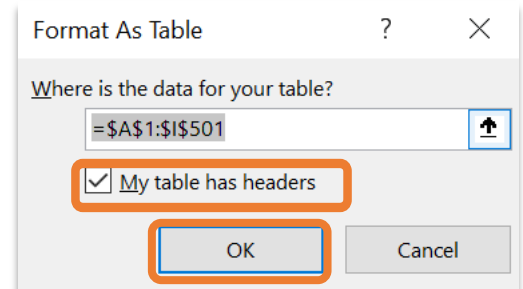 Format As Table ? ×
Where is the data for your table?
=$A$1:$I$501
My table has headers
OK Cancel